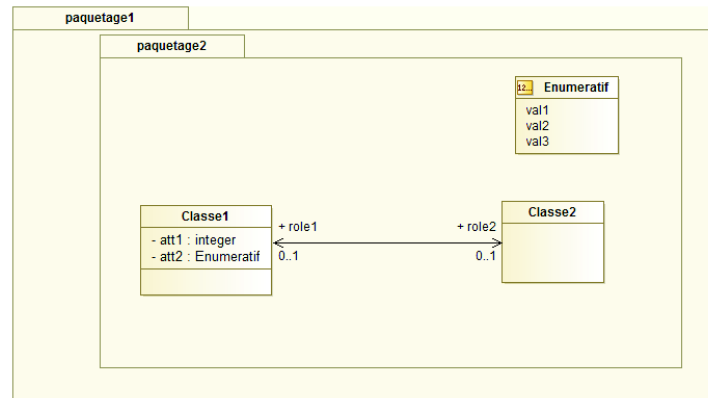 paquetage1
paquetage2
12... Enumeratif
val1
val2
val3
Classe1
- att1 : integer
- att2 : Enumeratif
+ role1
0..1
+ role2
0..1
Classe2